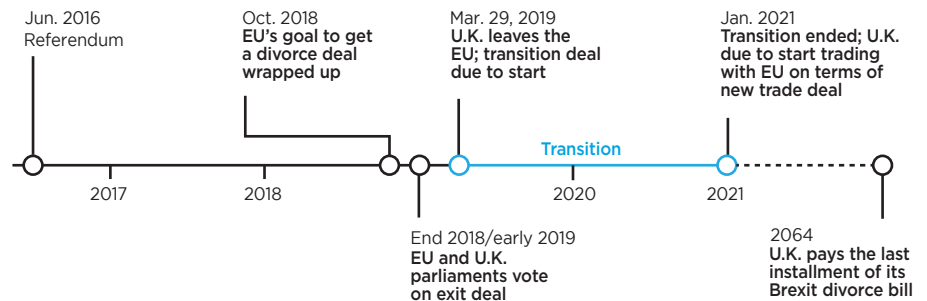 Jun. 2016
Referendum
Oct. 2018
EU's goal to get
a divorce deal
wrapped up
Mar. 29, 2019
U.K. leaves the
EU; transition deal
due to start
Jan. 2021
Transition ended; U.K.
due to start trading
with EU on terms of
new trade deal
Transition
2017
2018
2020
2021
End 2018/early 2019
EU and U.K.
parliaments vote
on exit deal
2064
U.K. pays the last
installment of its
Brexit divorce bill